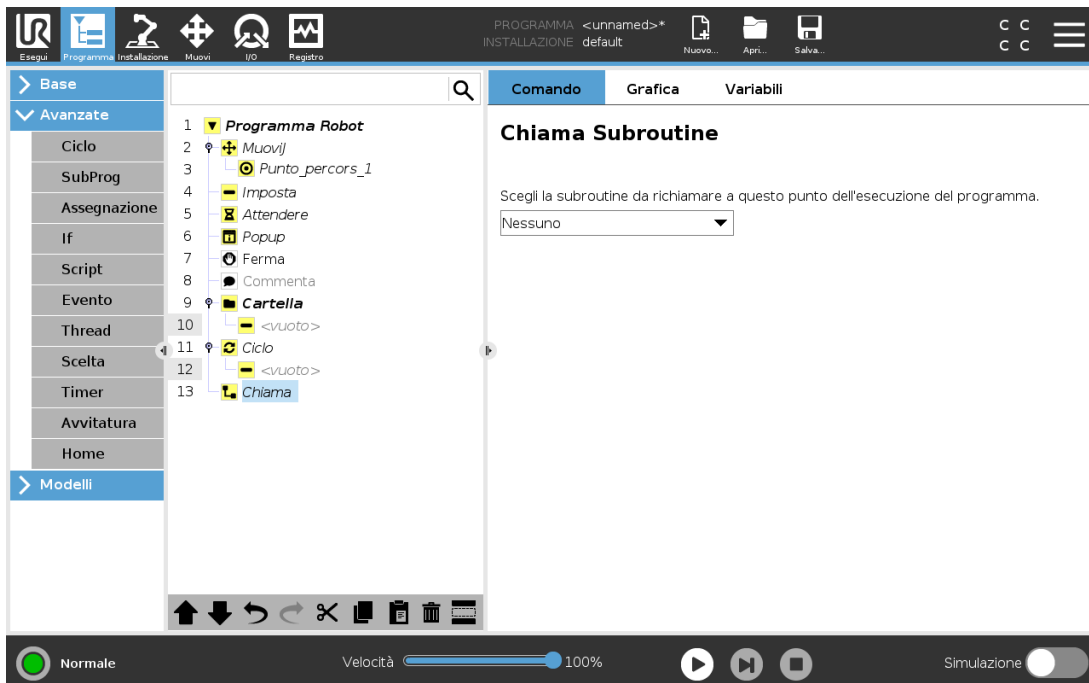 UR
PROGRAMMA <unnamed>*
INSTALLAZIONE default
C C
C C
Esegui Programma Installazione Muovi I/O Registro
Nuovo... Apri... Salva...
Base
Avanzate
Ciclo
SubProg
Assegnazione
If
Script
Evento
Thread
Scelta
Timer
Avvitatura
Home
Modelli
1 Programma Robot
2 MuoviJ
3 Punto_percors_1
4 Imposta
5 Attendere
6 Popup
7 Ferma
8 Commenta
9 Cartella
10 <vuoto>
11 Ciclo
12 <vuoto>
13 Chiama
Comando Grafica Variabili
Chiama Subroutine
Scegli la subroutine da richiamare a questo punto dell'esecuzione del programma.
Nessuno
Normale
Velocità 100%
Simulazione